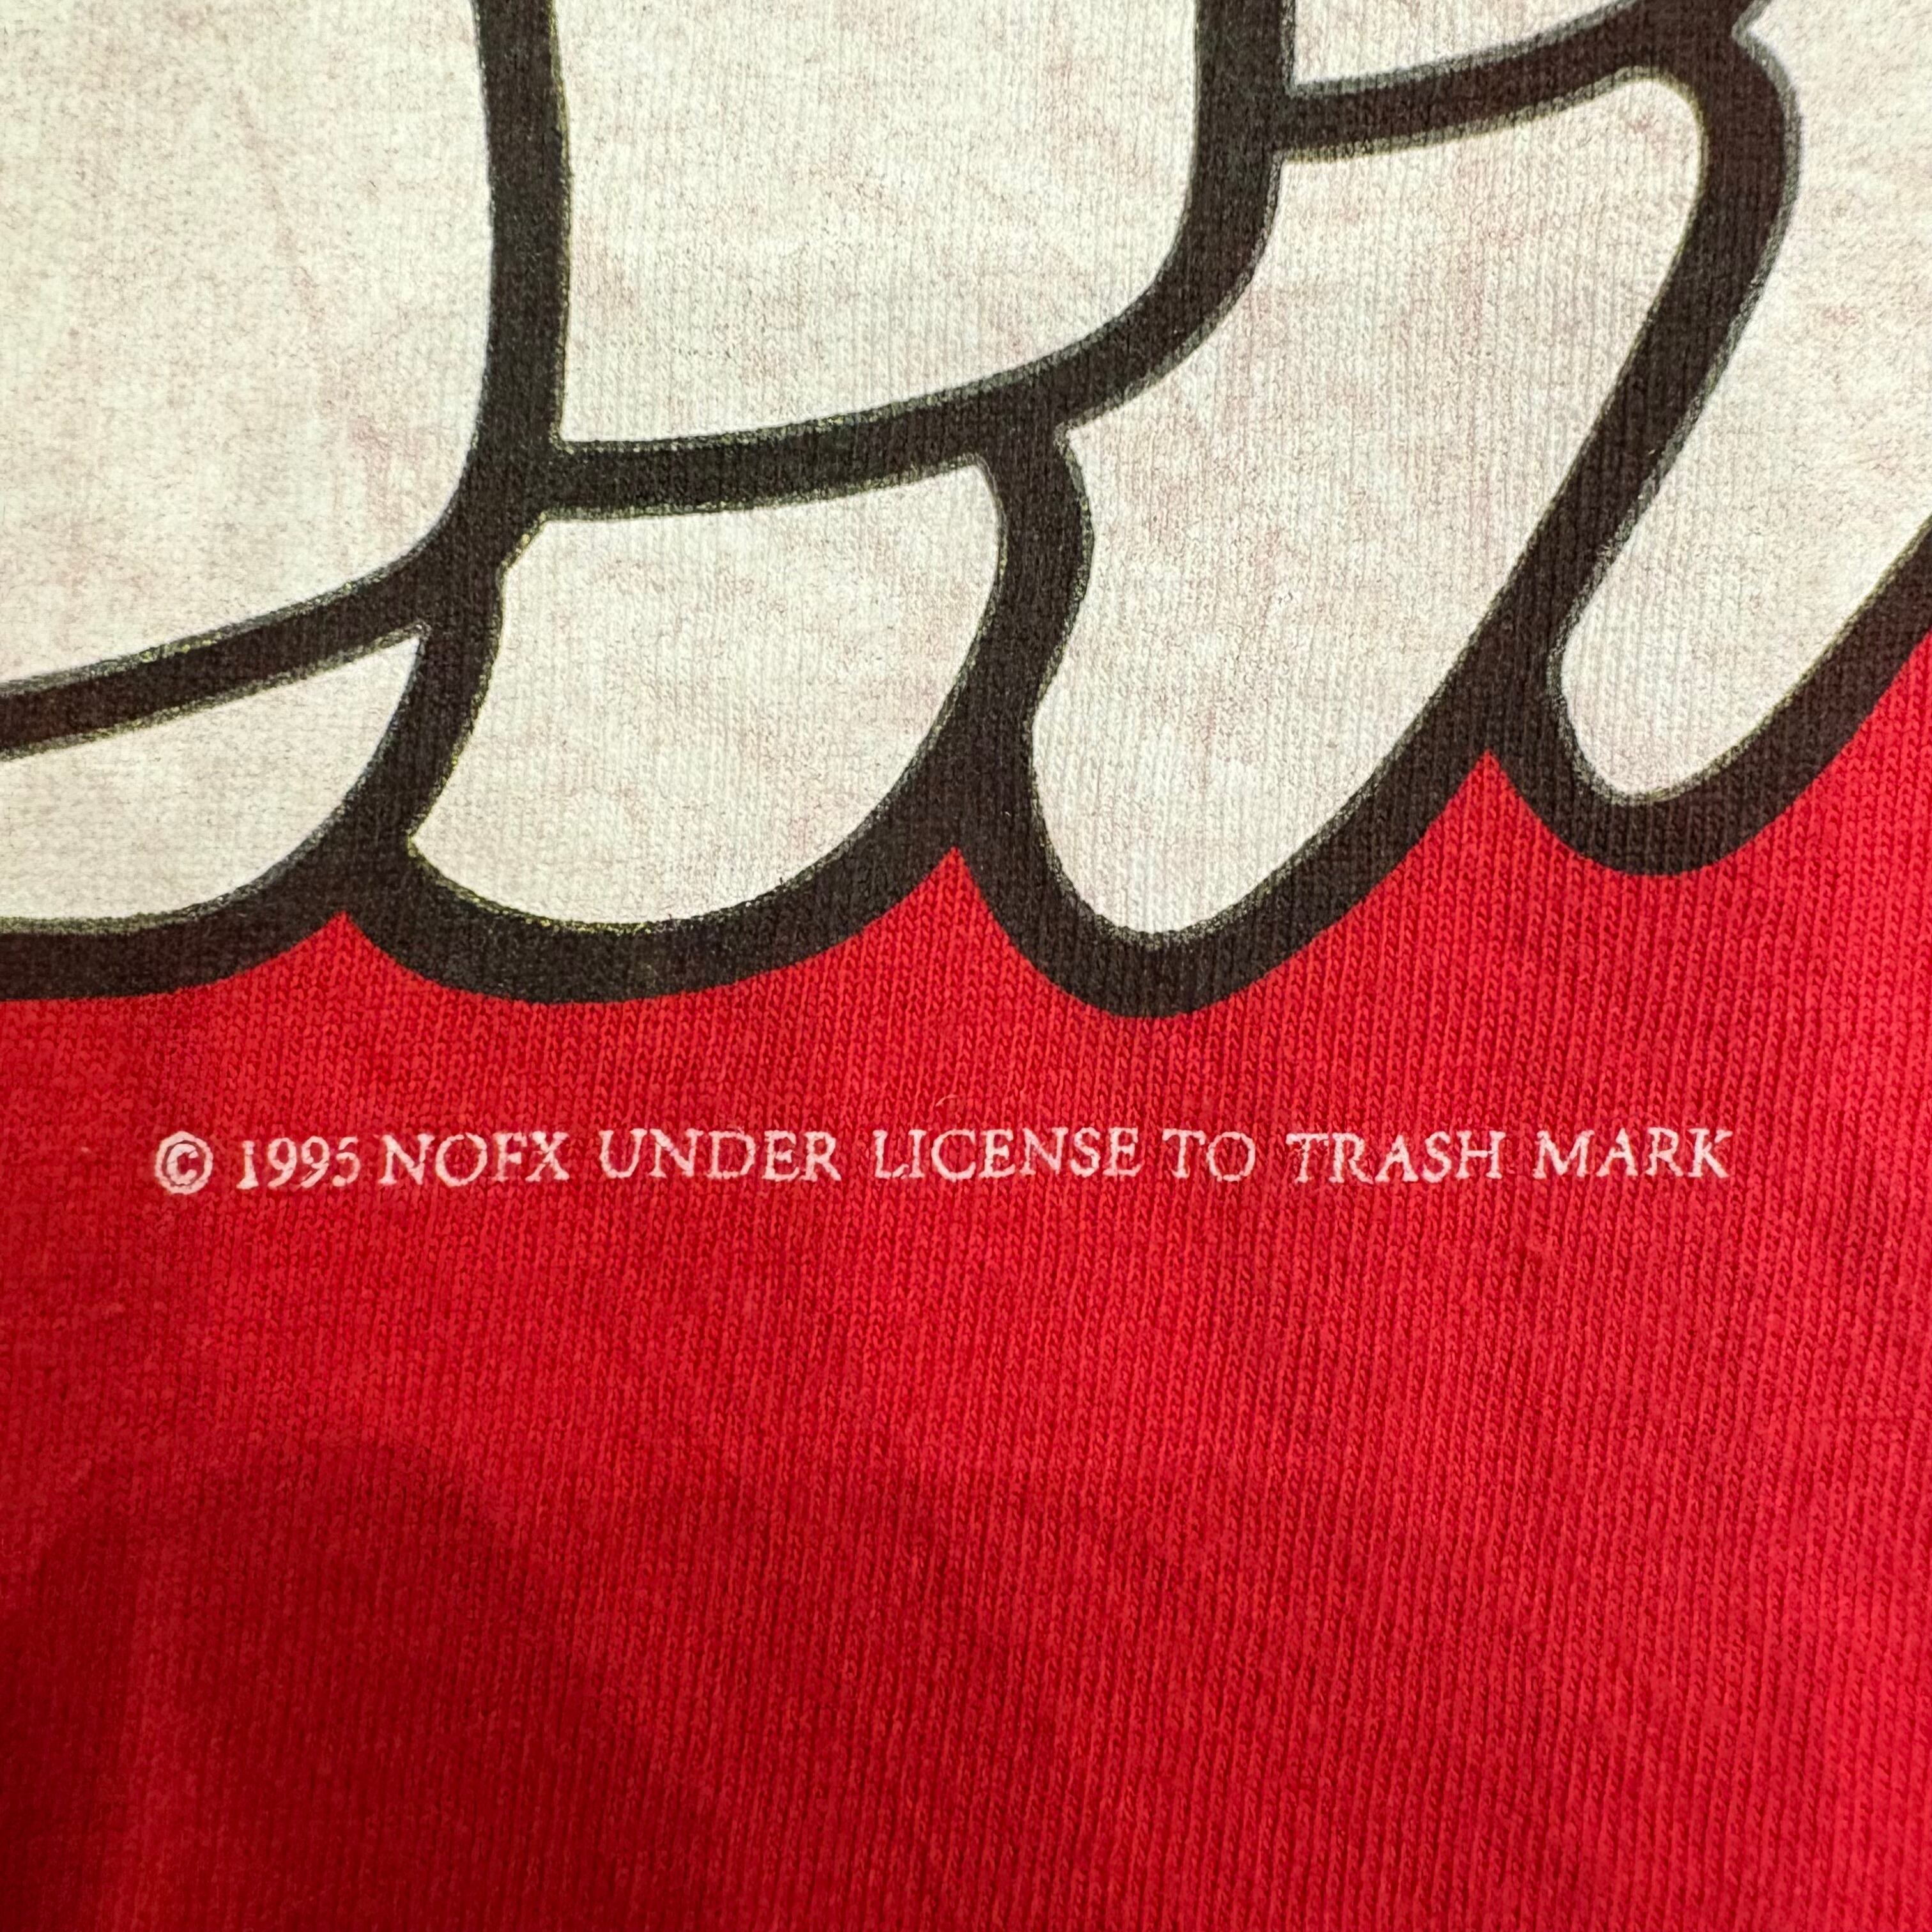 © 1995 NOFX UNDER LICENSE TO TRASH MARK